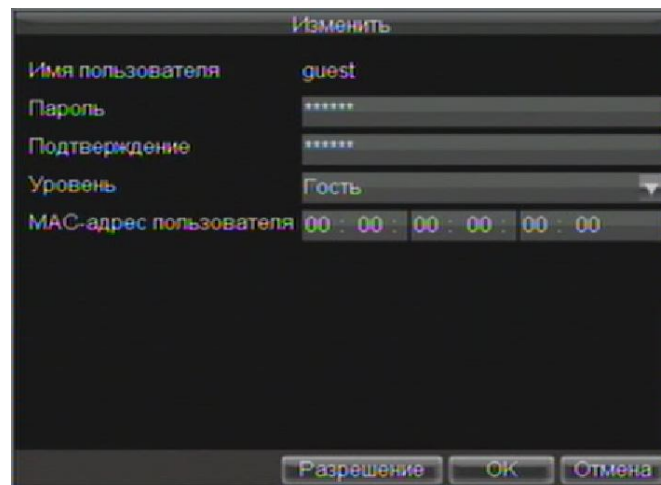 Изменить
Имя пользователя guest
Пароль ******
Подтверждение ******
Уровень Гость
MAC-адрес пользователя 00 : 00 : 00 : 00 : 00 : 00
Разрешение OK Отмена